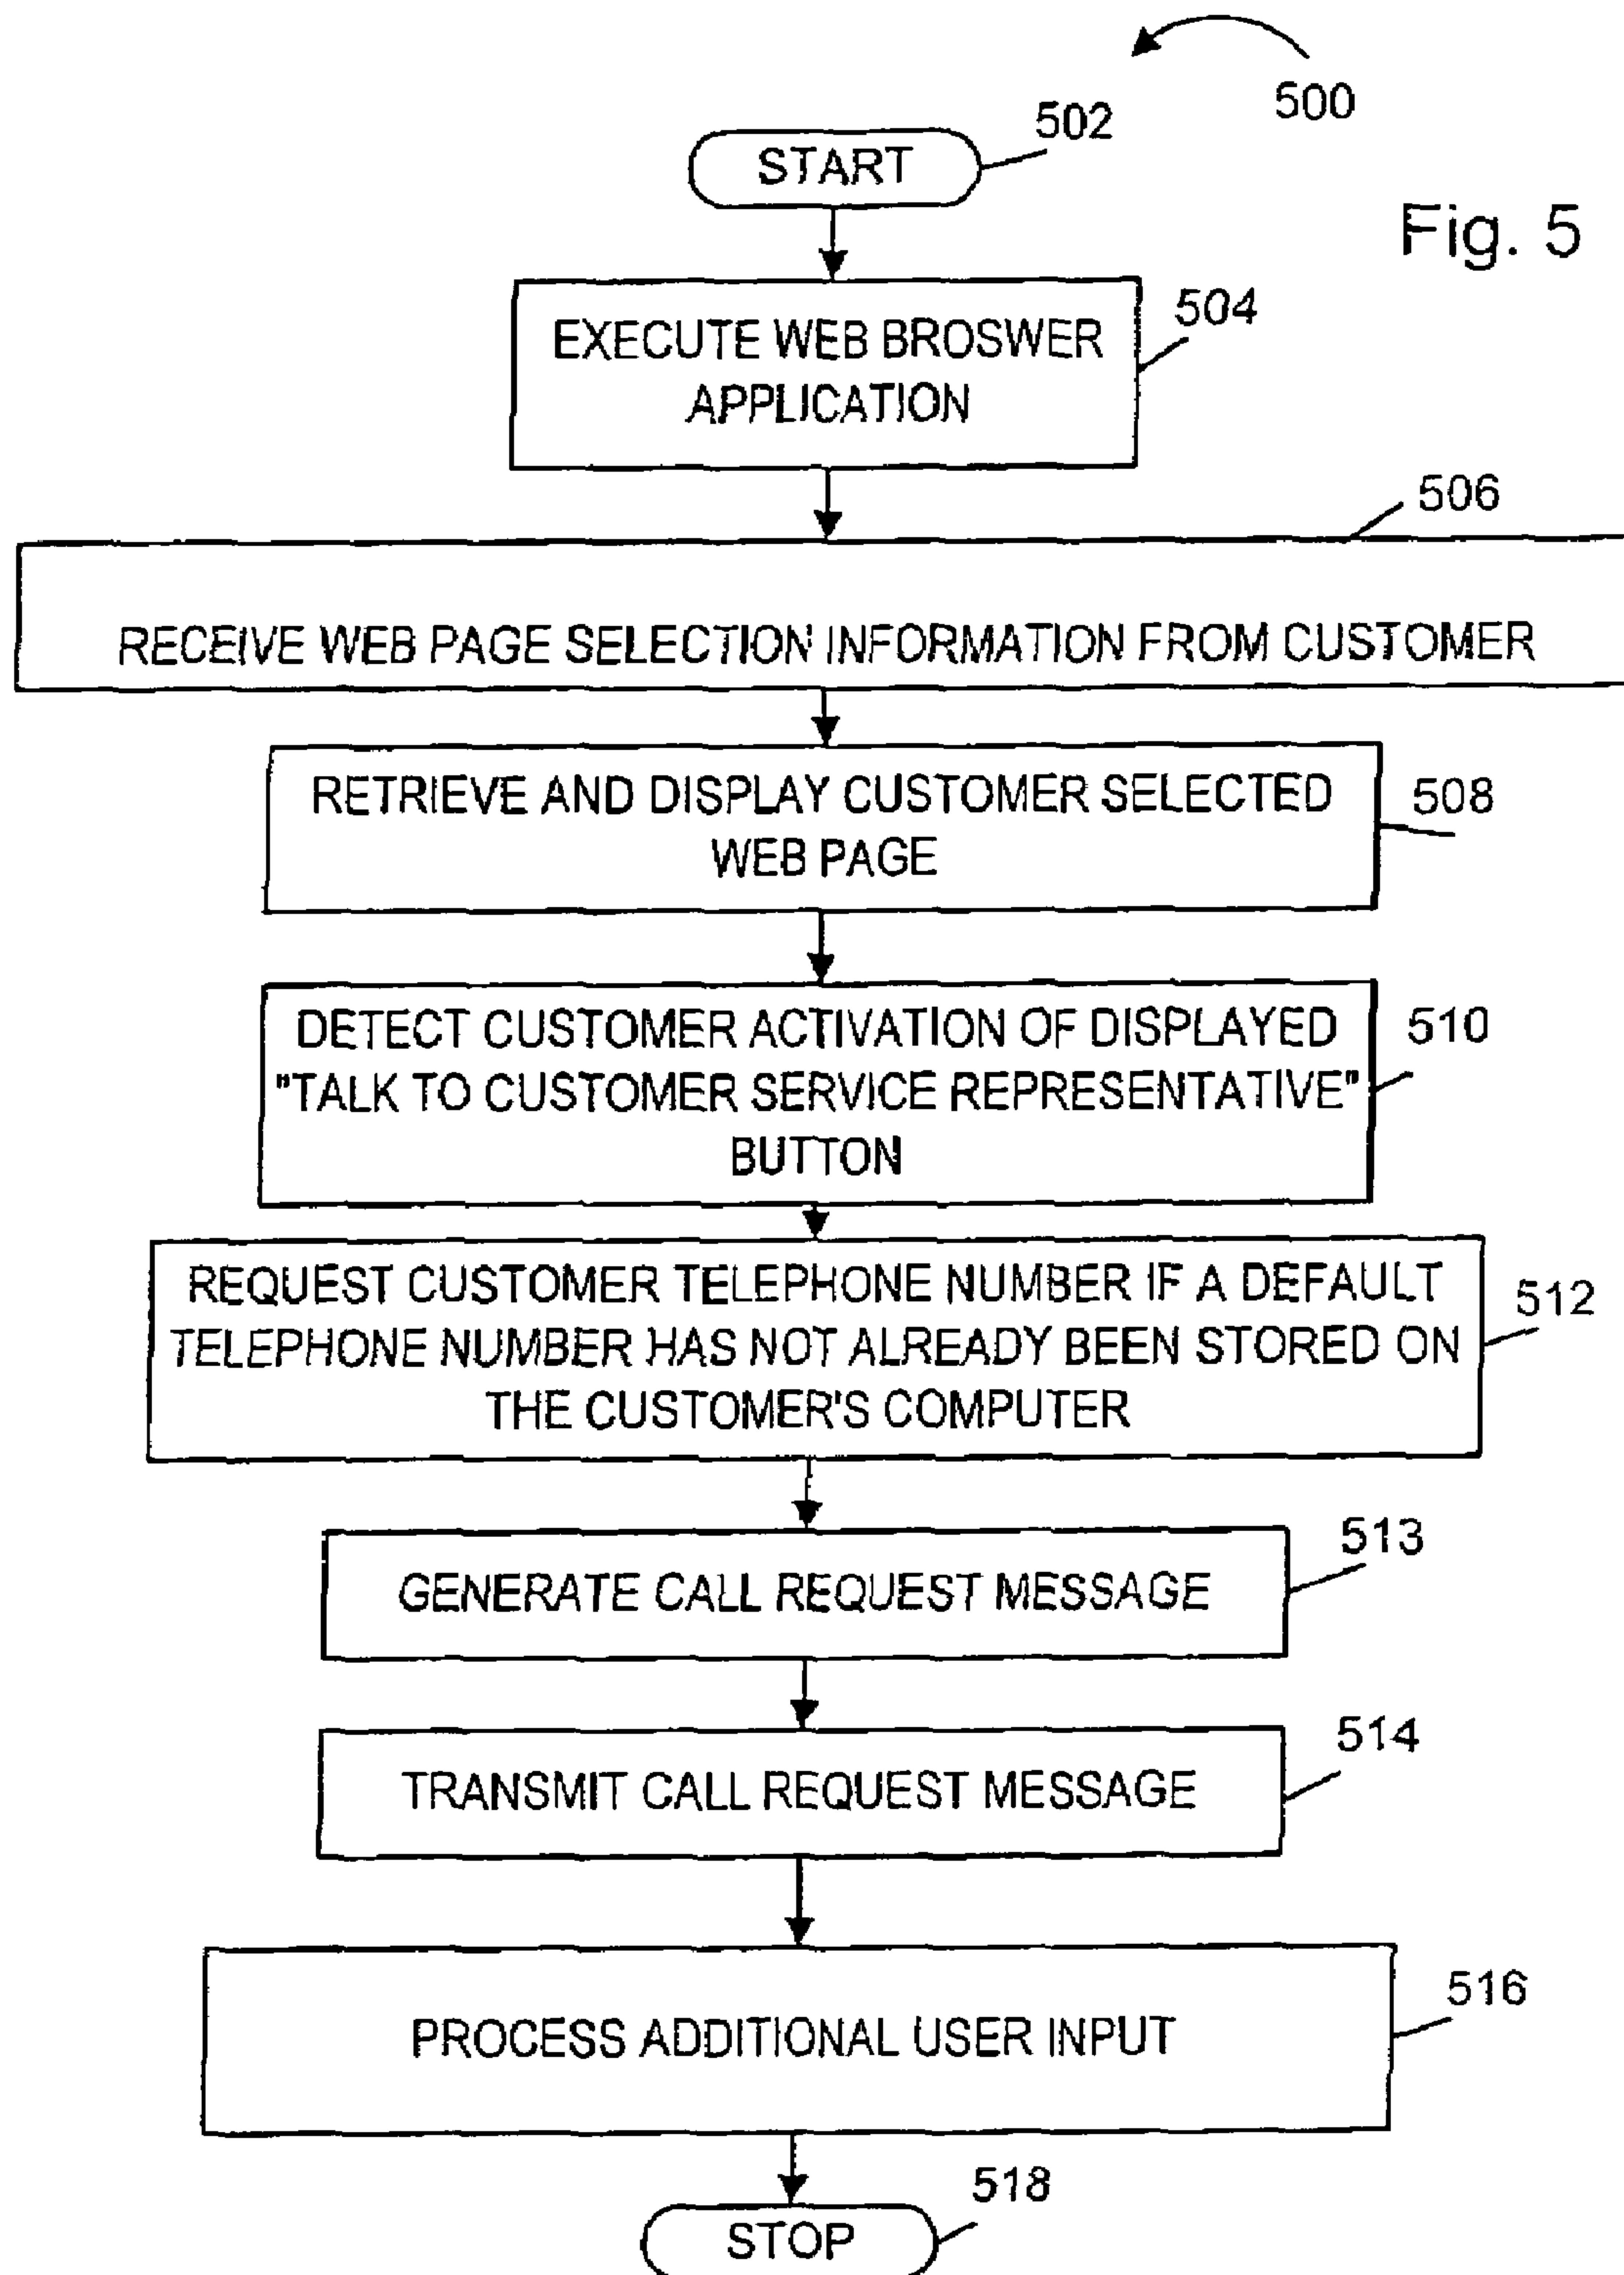 500
502
START
Fig. 5
504
EXECUTE WEB BROSWER
APPLICATION
506
RECEIVE WEB PAGE SELECTION INFORMATION FROM CUSTOMER
RETRIEVE AND DISPLAY CUSTOMER SELECTED
WEB PAGE
508
DETECT CUSTOMER ACTIVATION OF DISPLAYED
"TALK TO CUSTOMER SERVICE REPRESENTATIVE"
BUTTON
510
REQUEST CUSTOMER TELEPHONE NUMBER IF A DEFAULT
TELEPHONE NUMBER HAS NOT ALREADY BEEN STORED ON
THE CUSTOMER'S COMPUTER
512
513
GENERATE CALL REQUEST MESSAGE
514
TRANSMIT CALL REQUEST MESSAGE
516
PROCESS ADDITIONAL USER INPUT
518
STOP